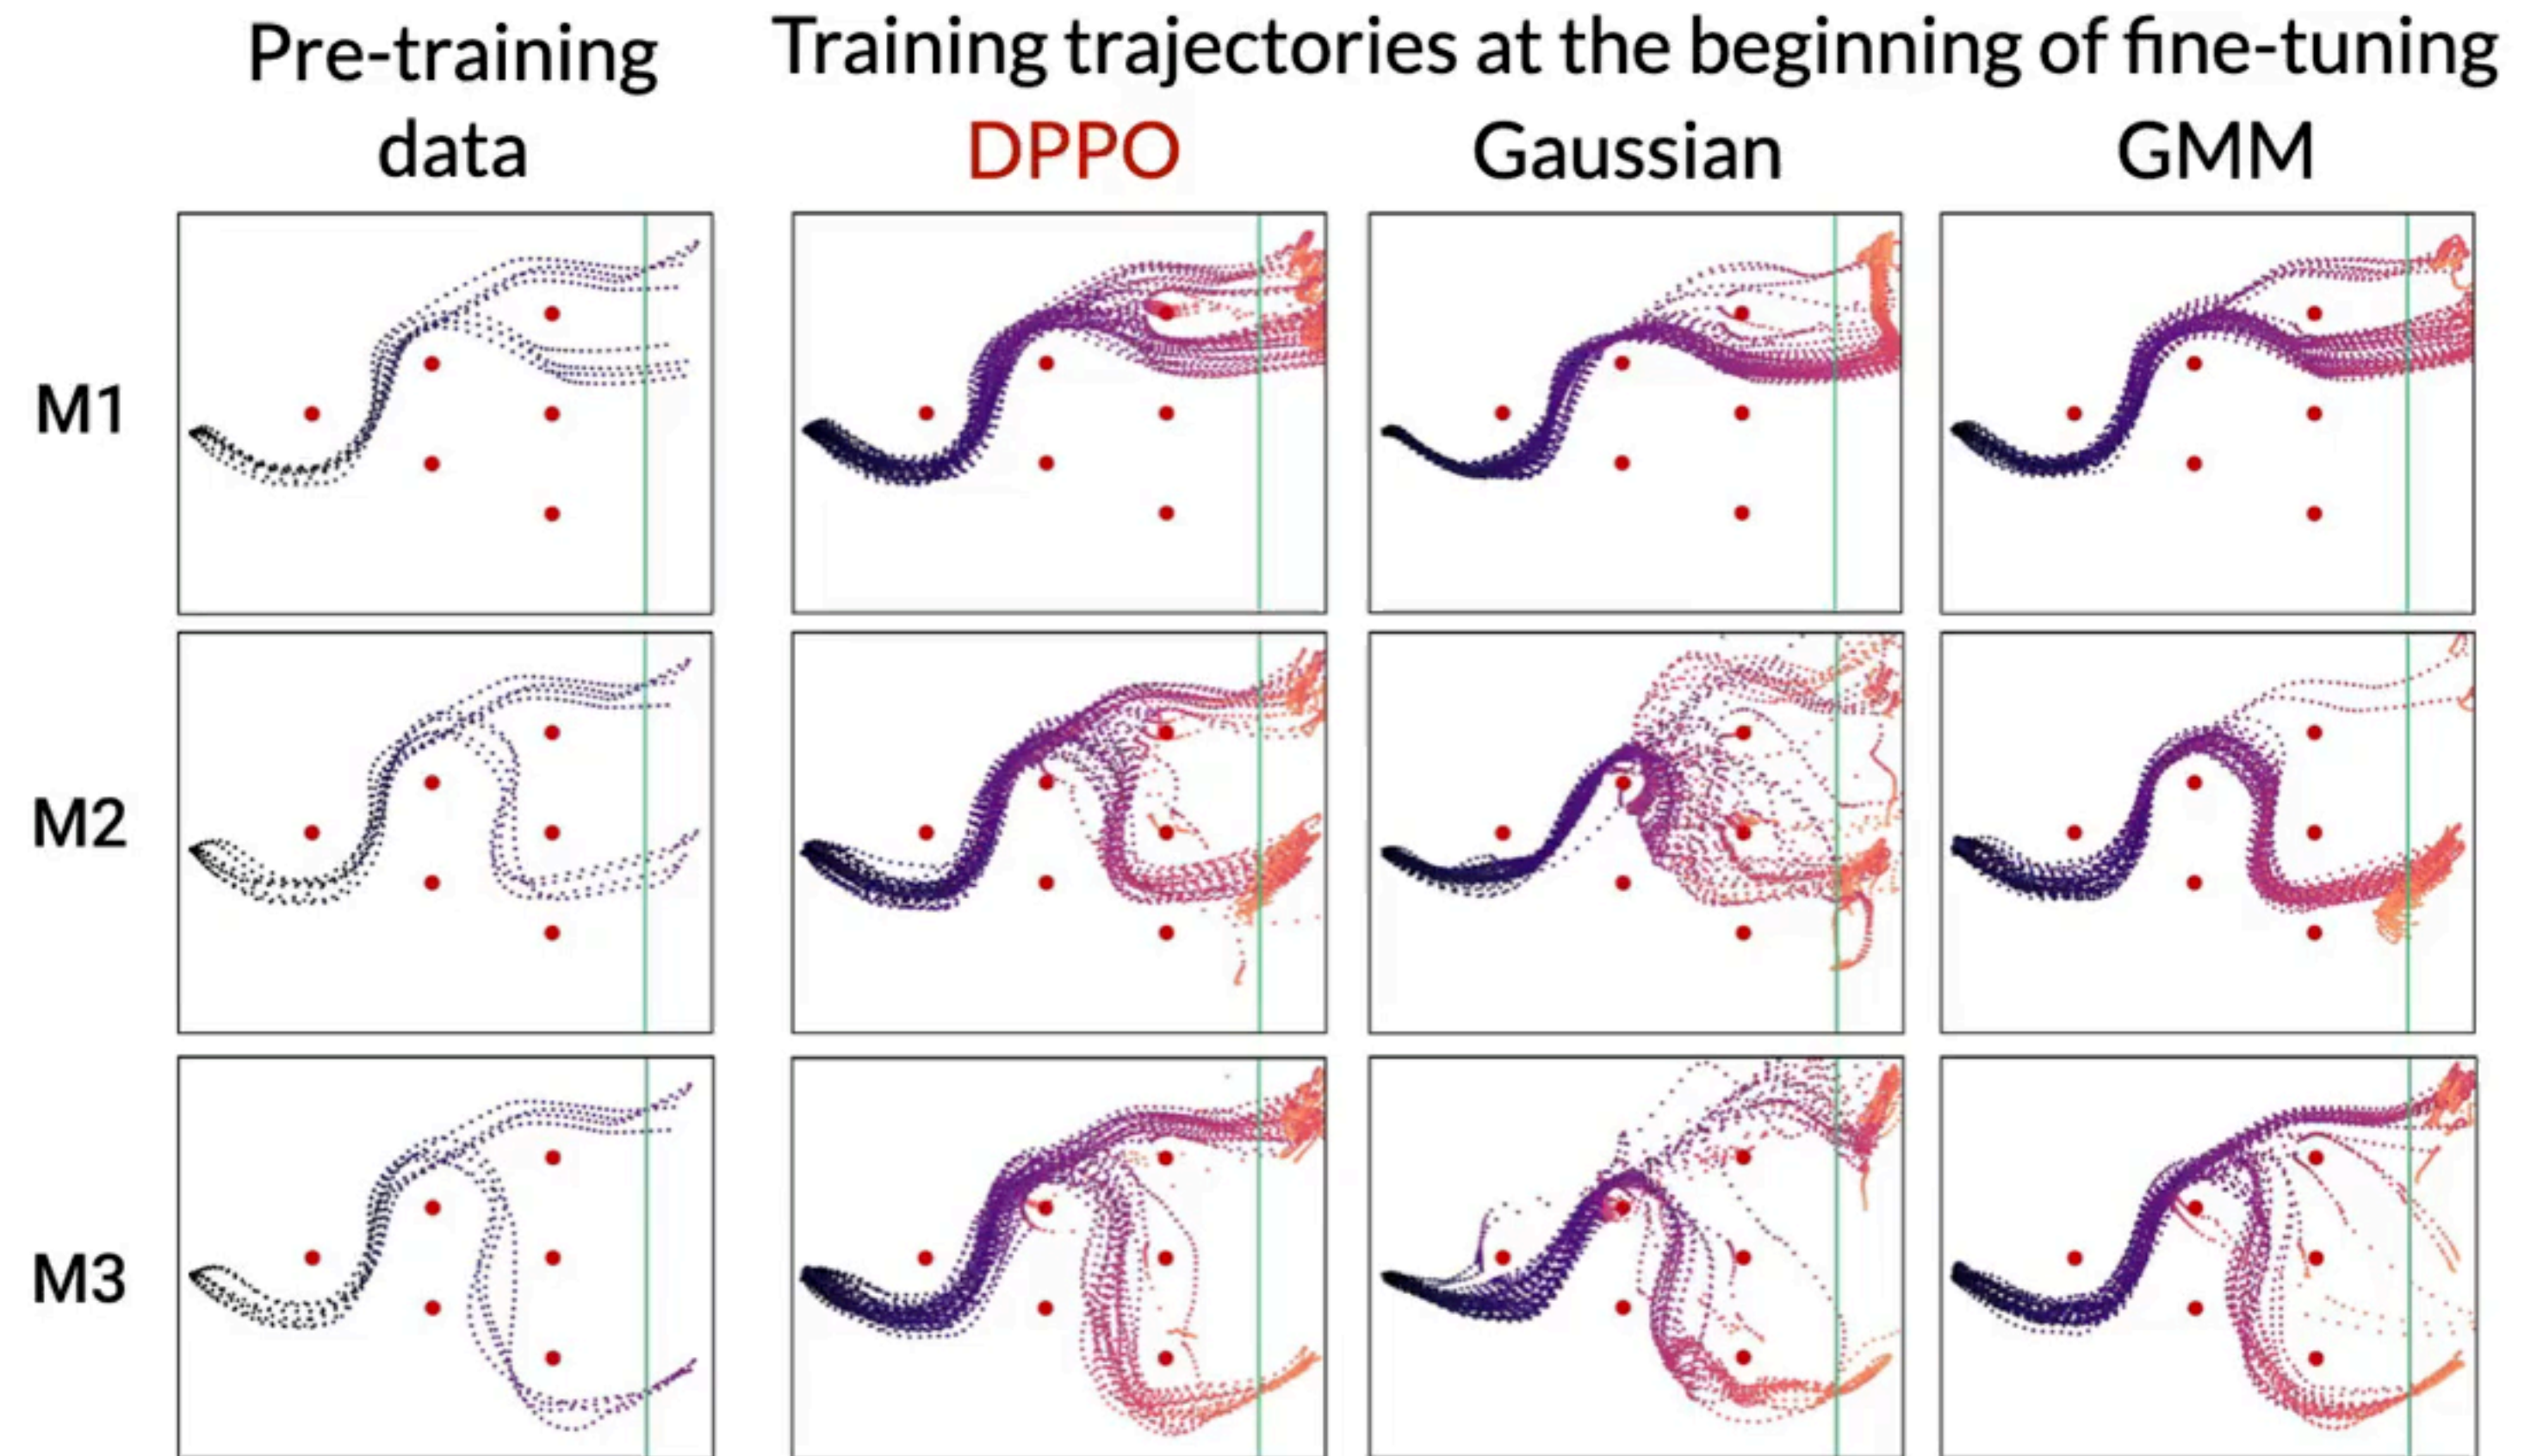 Pre-training Training trajectories at the beginning of fine-tuning
data DPPO Gaussian GMM
M1
M2
M3